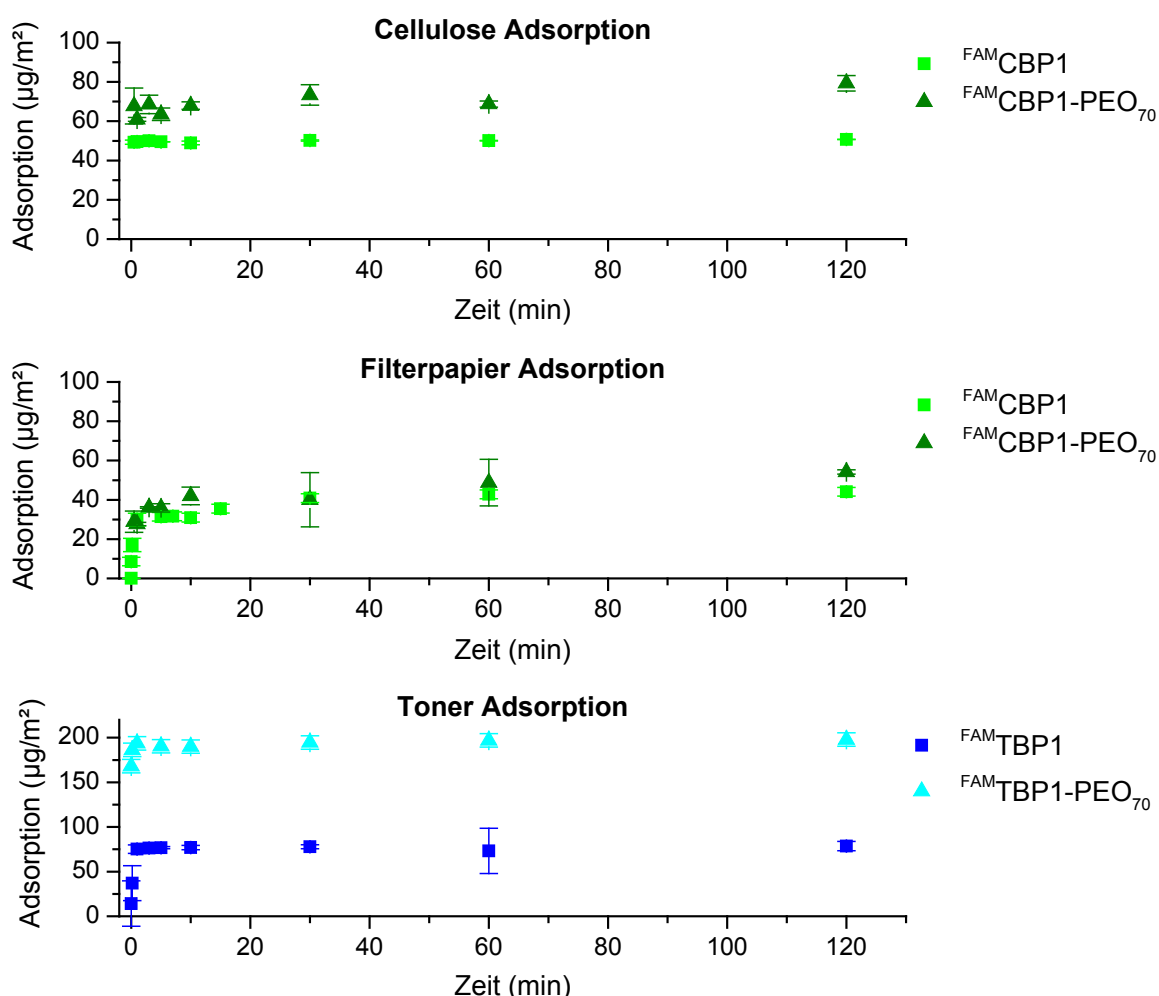 Cellulose Adsorption
Adsorption (µg/m²)
100
80
60
40
20
0
0 20 40 60 80 100 120
Zeit (min)
FAMCBP1
FAMCBP1-PEO70
Filterpapier Adsorption
Adsorption (µg/m²)
100
80
60
40
20
0
0 20 40 60 80 100 120
Zeit (min)
FAMCBP1
FAMCBP1-PEO70
Toner Adsorption
Adsorption (µg/m²)
200
150
100
50
0
0 20 40 60 80 100 120
Zeit (min)
FAMTBP1
FAMTBP1-PEO70